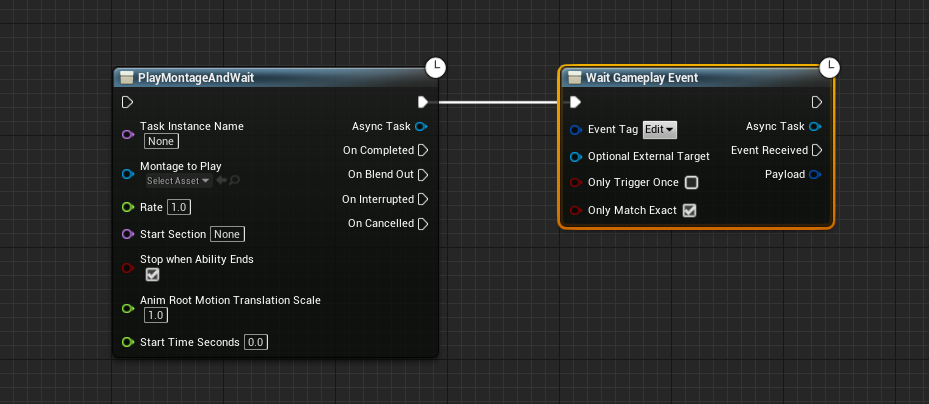 PlayMontageAndWait
Task Instance Name
None
Async Task
On Completed
Montage to Play
Select Asset
On Blend Out
Rate 1.0
On Interrupted
Start Section None
On Cancelled
Stop when Ability Ends
Anim Root Motion Translation Scale
1.0
Start Time Seconds 0.0
Wait Gameplay Event
Event Tag Edit
Async Task
Optional External Target
Event Received
Only Trigger Once
Payload
Only Match Exact